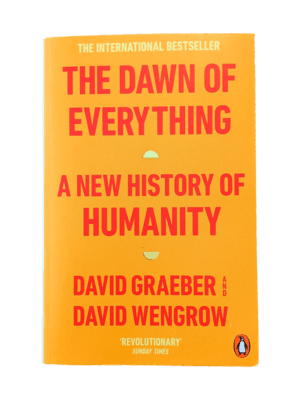 THE INTERNATIONAL BESTSELLER
THE DAWN OF
EVERYTHING
A NEW HISTORY OF
HUMANITY
DAVID GRAEBER AND
DAVID WENGROW
'REVOLUTIONARY'
SUNDAY TIMES